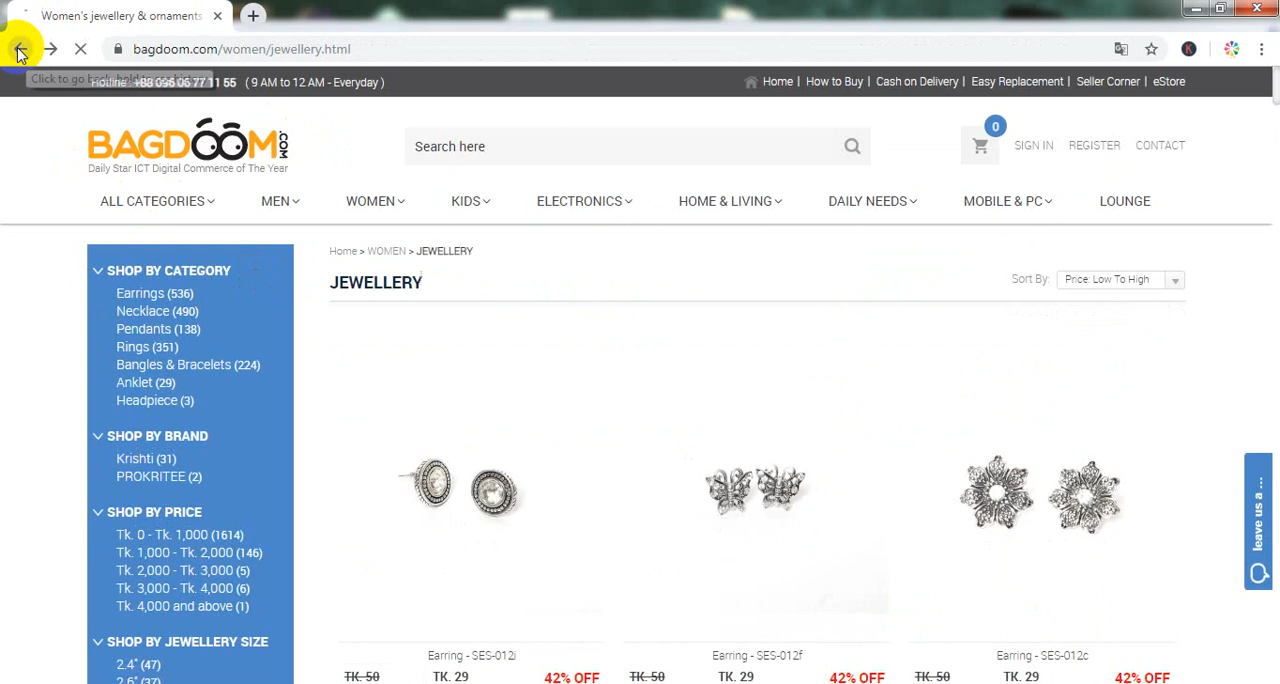 Women's jewellery & ornaments
bagdoom.com/women/jewellery.html
Click to go back, hold to see history
Hotline : +88 096 06 77 11 55 ( 9 AM to 12 AM - Everyday )
Home | How to Buy | Cash on Delivery | Easy Replacement | Seller Corner | eStore
BAGDOOM.COM
Daily Star ICT Digital Commerce of The Year
Search here
0
SIGN IN REGISTER CONTACT
ALL CATEGORIES MEN WOMEN KIDS ELECTRONICS HOME & LIVING DAILY NEEDS MOBILE & PC LOUNGE
Home > WOMEN > JEWELLERY
JEWELLERY
Sort By: Price: Low To High
SHOP BY CATEGORY
Earrings (536)
Necklace (490)
Pendants (138)
Rings (351)
Bangles & Bracelets (224)
Anklet (29)
Headpiece (3)
SHOP BY BRAND
Krishti (31)
PROKRITEE (2)
SHOP BY PRICE
Tk. 0 - Tk. 1,000 (1614)
Tk. 1,000 - Tk. 2,000 (146)
Tk. 2,000 - Tk. 3,000 (5)
Tk. 3,000 - Tk. 4,000 (6)
Tk. 4,000 and above (1)
SHOP BY JEWELLERY SIZE
2.4" (47)
2.6" (37)
Earring - SES-012i
TK. 50 TK. 29 42% OFF
Earring - SES-012f
TK. 50 TK. 29 42% OFF
Earring - SES-012c
TK. 50 TK. 29 42% OFF
leave us a ...
K